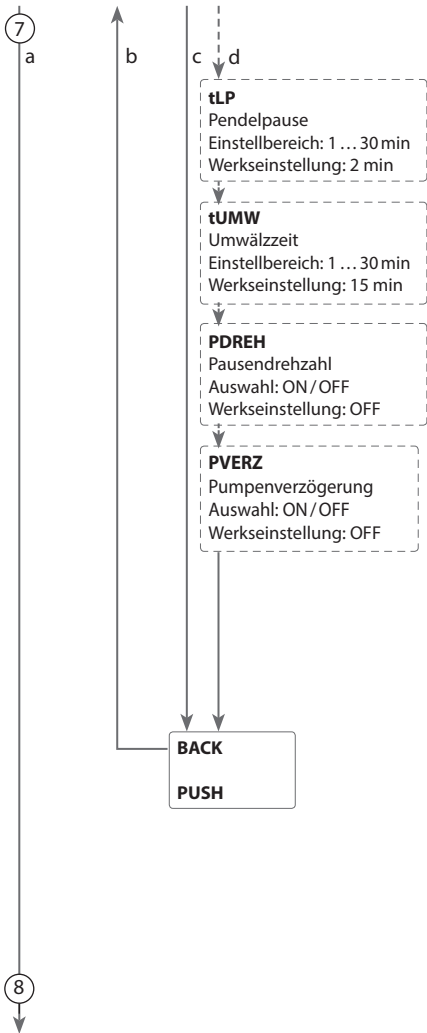 7
a
b
c
d
tLP
Pendelpause
Einstellbereich: 1 … 30 min
Werkseinstellung: 2 min
tUMW
Umwälzzeit
Einstellbereich: 1 … 30 min
Werkseinstellung: 15 min
PDREH
Pausendrehzahl
Auswahl: ON / OFF
Werkseinstellung: OFF
PVERZ
Pumpenverzögerung
Auswahl: ON / OFF
Werkseinstellung: OFF
BACK
PUSH
8